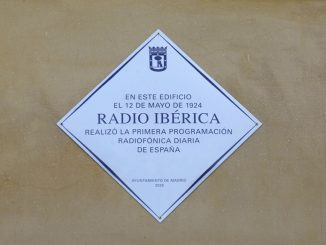 EN ESTE EDIFICIO
EL 12 DE MAYO DE 1924
RADIO IBÉRICA
REALIZÓ LA PRIMERA PROGRAMACIÓN
RADIOFÓNICA DIARIA
DE ESPAÑA
AYUNTAMIENTO DE MADRID